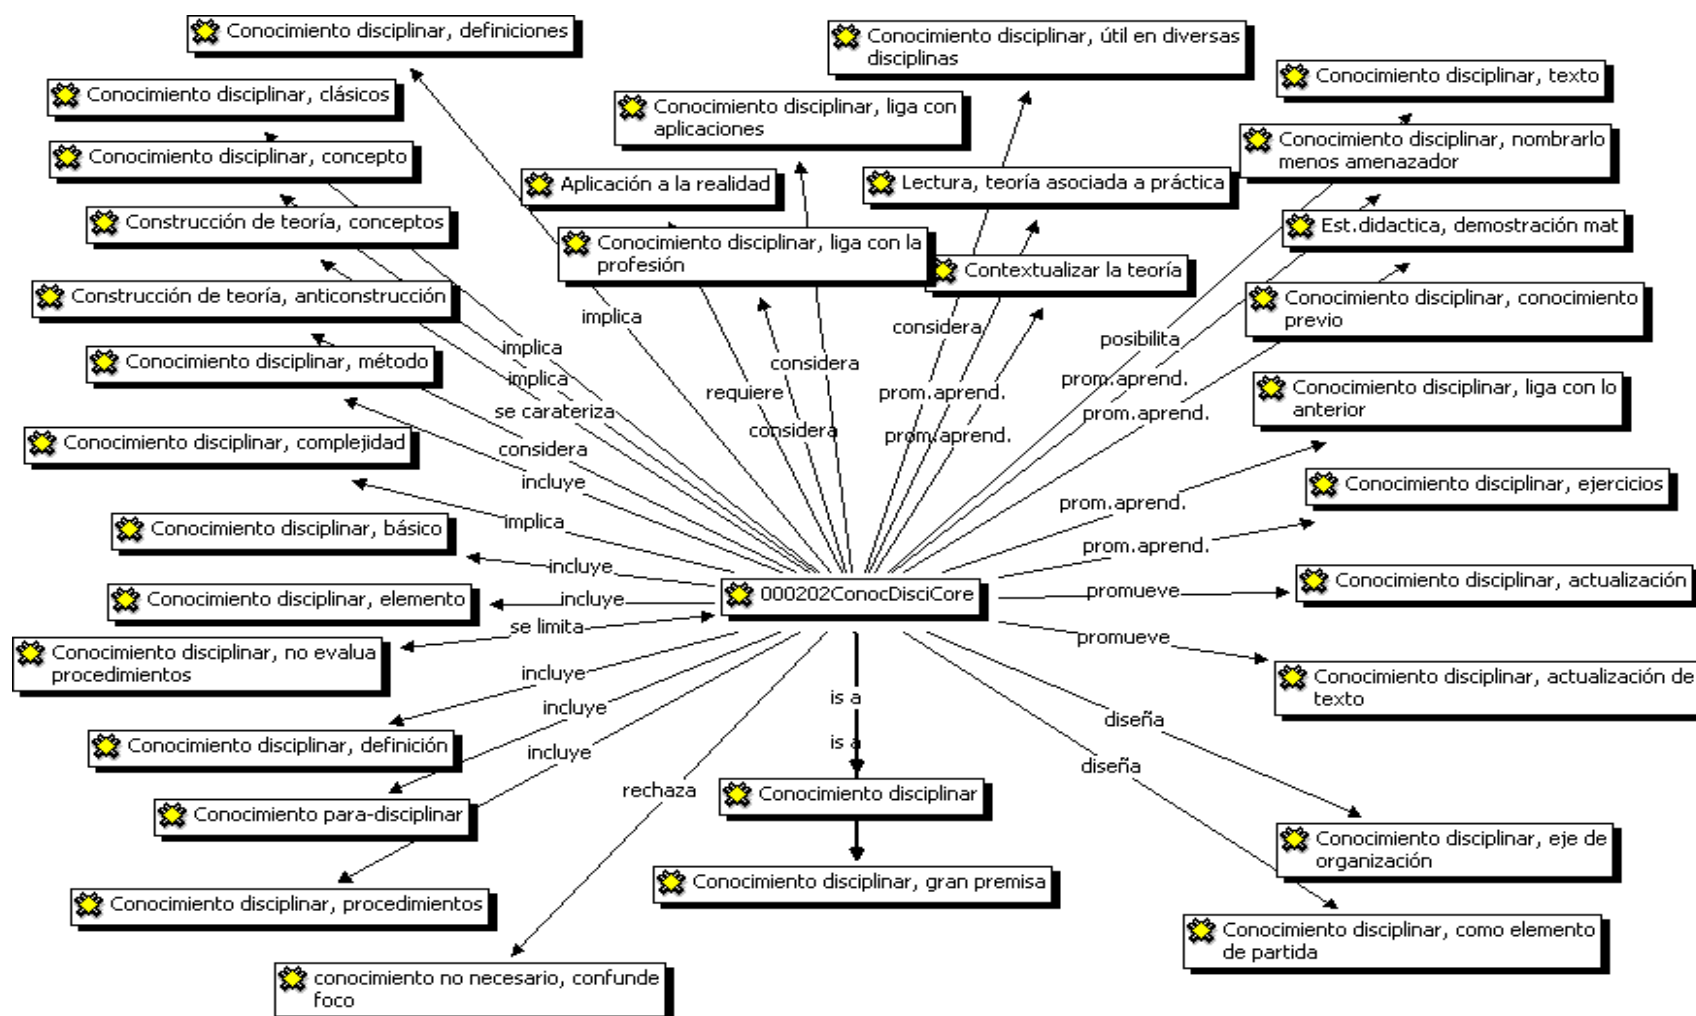 Conocimiento disciplinar, definiciones
Conocimiento disciplinar, útil en diversas
disciplinas
Conocimiento disciplinar, texto
Conocimiento disciplinar, clásicos
Conocimiento disciplinar, liga con
aplicaciones
Conocimiento disciplinar, nombrarlo
menos amenazador
Conocimiento disciplinar, concepto
Aplicación a la realidad
Lectura, teoría asociada a práctica
Construcción de teoría, conceptos
Est.didactica, demostración mat
Conocimiento disciplinar, liga con la
profesión
Contextualizar la teoría
Construcción de teoría, anticonstrucción
Conocimiento disciplinar, conocimiento
previo
implica
considera
posibilita
implica
Conocimiento disciplinar, método
considera
implica
prom.aprend.
Conocimiento disciplinar, liga con lo
anterior
requiere
prom.aprend.
se carateriza
prom.aprend.
considera
prom.aprend.
Conocimiento disciplinar, complejidad
considera
incluye
Conocimiento disciplinar, ejercicios
prom.aprend.
Conocimiento disciplinar, básico
implica
prom.aprend.
incluye
Conocimiento disciplinar, actualización
000202ConocDisciCore
promueve
Conocimiento disciplinar, elemento
incluye
se limita
promueve
Conocimiento disciplinar, no evalua
procedimientos
incluye
Conocimiento disciplinar, actualización de
texto
is a
incluye
diseña
Conocimiento disciplinar, definición
incluye
is a
diseña
rechaza
Conocimiento disciplinar
Conocimiento para-disciplinar
Conocimiento disciplinar, eje de
organización
Conocimiento disciplinar, gran premisa
Conocimiento disciplinar, procedimientos
Conocimiento disciplinar, como elemento
de partida
conocimiento no necesario, confunde
foco